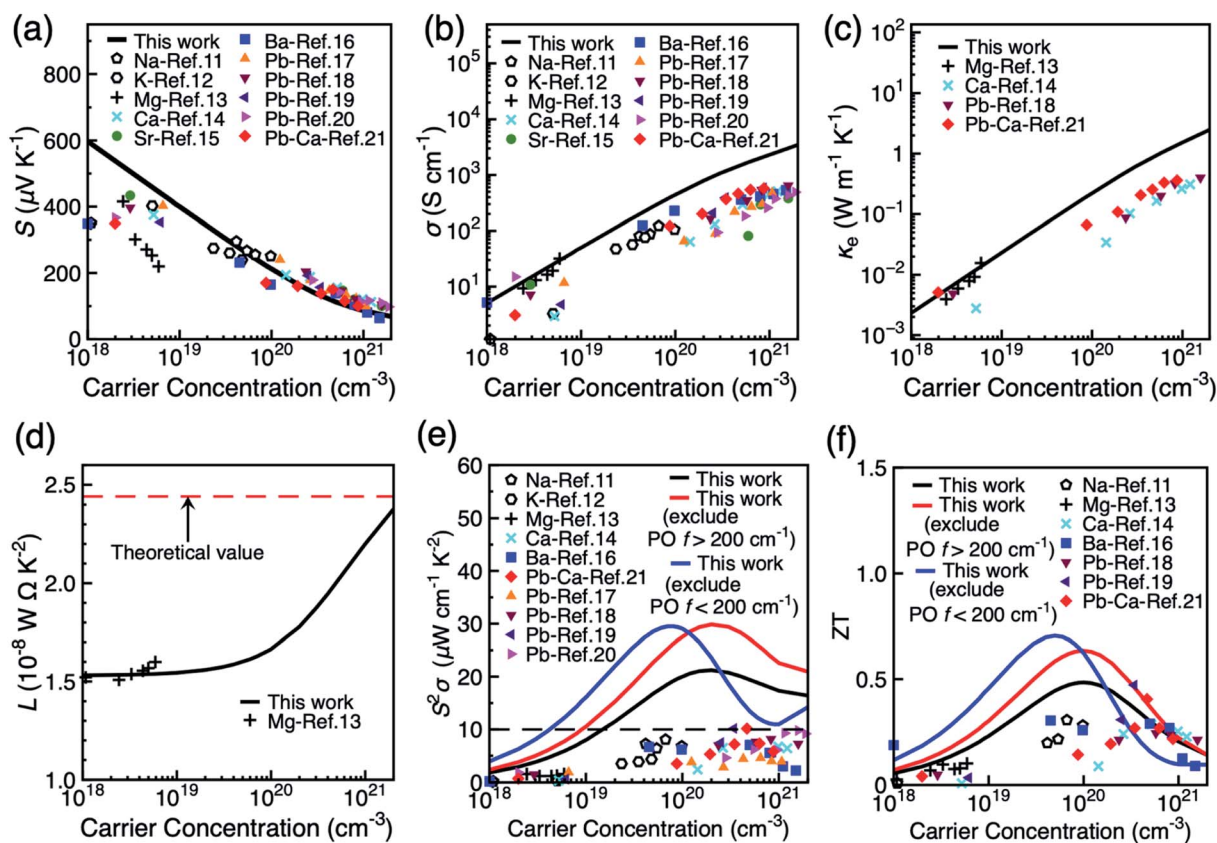 (a)
S (µV K⁻¹)
800
600
400
200
0
This work
Na-Ref.11
K-Ref.12
Mg-Ref.13
Ca-Ref.14
Sr-Ref.15
Ba-Ref.16
Pb-Ref.17
Pb-Ref.18
Pb-Ref.19
Pb-Ref.20
Pb-Ca-Ref.21
10¹⁸ 10¹⁹ 10²⁰ 10²¹
Carrier Concentration (cm⁻³)
(b)
σ (S cm⁻¹)
10⁵
10⁴
10³
10²
10¹
This work
Na-Ref.11
K-Ref.12
Mg-Ref.13
Ca-Ref.14
Sr-Ref.15
Ba-Ref.16
Pb-Ref.17
Pb-Ref.18
Pb-Ref.19
Pb-Ref.20
Pb-Ca-Ref.21
10¹⁸ 10¹⁹ 10²⁰ 10²¹
Carrier Concentration (cm⁻³)
(c)
κₑ (W m⁻¹ K⁻¹)
10²
10¹
1
10⁻¹
10⁻²
10⁻³
This work
Mg-Ref.13
Ca-Ref.14
Pb-Ref.18
Pb-Ca-Ref.21
10¹⁸ 10¹⁹ 10²⁰ 10²¹
Carrier Concentration (cm⁻³)
(d)
L (10⁻⁸ W Ω K⁻²)
2.5
2.0
1.5
1.0
Theoretical value
This work
Mg-Ref.13
10¹⁸ 10¹⁹ 10²⁰ 10²¹
Carrier Concentration (cm⁻³)
(e)
S²σ (µW cm⁻¹ K⁻²)
60
50
40
30
20
10
0
Na-Ref.11
K-Ref.12
Mg-Ref.13
Ca-Ref.14
Ba-Ref.16
Pb-Ca-Ref.21
Pb-Ref.17
Pb-Ref.18
Pb-Ref.19
Pb-Ref.20
This work
This work
(exclude
PO f > 200 cm⁻¹)
This work
(exclude
PO f < 200 cm⁻¹)
10¹⁸ 10¹⁹ 10²⁰ 10²¹
Carrier Concentration (cm⁻³)
(f)
ZT
1.5
1.0
0.5
0
This work
This work
(exclude
PO f > 200 cm⁻¹)
This work
(exclude
PO f < 200 cm⁻¹)
Na-Ref.11
Mg-Ref.13
Ca-Ref.14
Ba-Ref.16
Pb-Ref.18
Pb-Ref.19
Pb-Ca-Ref.21
10¹⁸ 10¹⁹ 10²⁰ 10²¹
Carrier Concentration (cm⁻³)